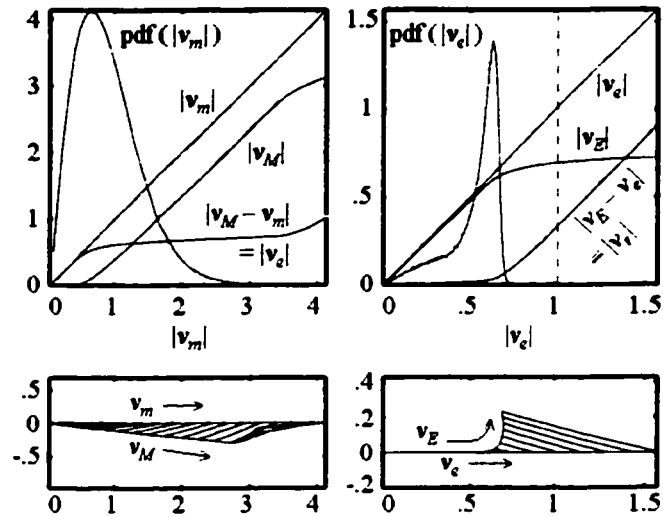 pdf(|v_m|)
|v_m|
|v_M|
|v_M − v_m|
= |v_e|
4
3
2
1
0
0 1 2 3 4
|v_m|
pdf(|v_e|)
|v_e|
|v_E|
|v_E − v_e|
1.5
1
.5
0
0 .5 1 1.5
|v_e|
.5
0
-.5
v_m
v_M
0 1 2 3 4
.4
.2
0
-.2
v_E
v_e
0 .5 1 1.5